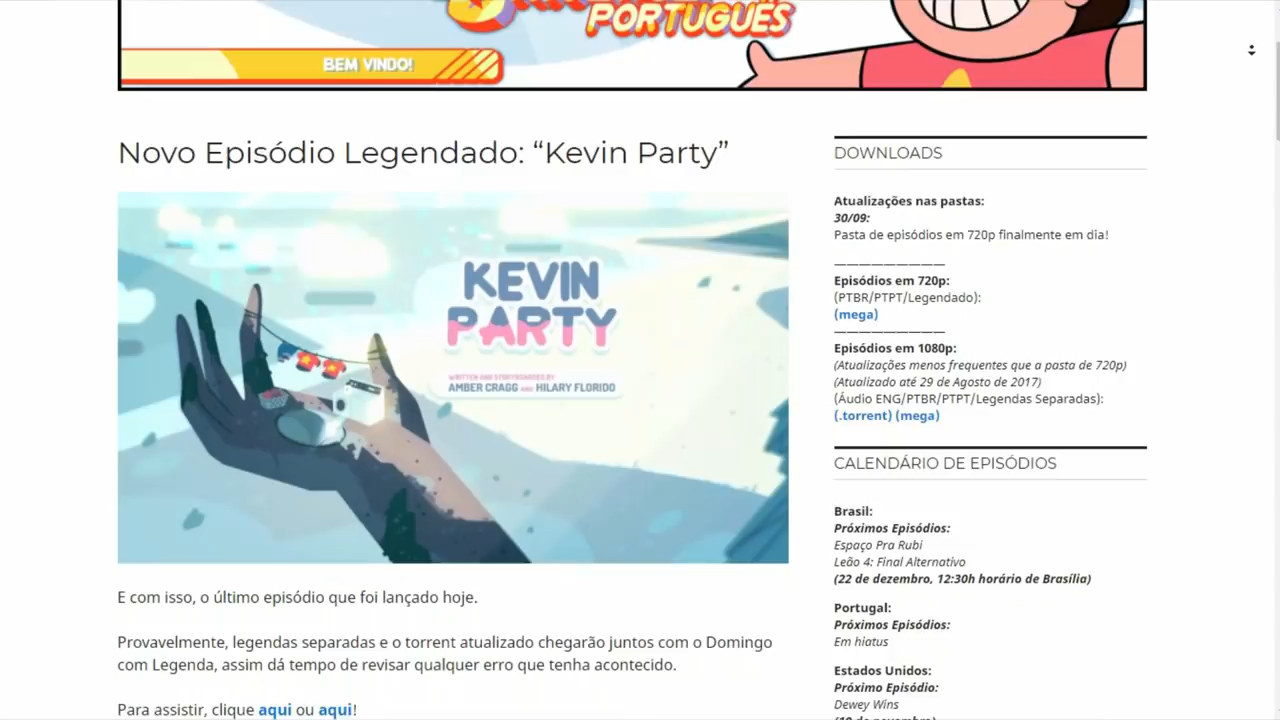 PORTUGUÊS
BEM VINDO!
Novo Episódio Legendado: “Kevin Party”
KEVIN
PARTY
WRITTEN AND STORYBOARDED BY
AMBER CRAGG AND HILARY FLORIDO
E com isso, o último episódio que foi lançado hoje.
Provavelmente, legendas separadas e o torrent atualizado chegarão juntos com o Domingo
com Legenda, assim dá tempo de revisar qualquer erro que tenha acontecido.
Para assistir, clique aqui ou aqui!
DOWNLOADS
Atualizações nas pastas:
30/09:
Pasta de episódios em 720p finalmente em dia!
——————————
Episódios em 720p:
(PTBR/PTPT/Legendado):
(mega)
——————————
Episódios em 1080p:
(Atualizações menos frequentes que a pasta de 720p)
(Atualizado até 29 de Agosto de 2017)
(Áudio ENG/PTBR/PTPT/Legendas Separadas):
(.torrent) (mega)
CALENDÁRIO DE EPISÓDIOS
Brasil:
Próximos Episódios:
Espaço Pra Rubi
Leão 4: Final Alternativo
(22 de dezembro, 12:30h horário de Brasília)
Portugal:
Próximos Episódios:
Em hiatus
Estados Unidos:
Próximo Episódio:
Dewey Wins